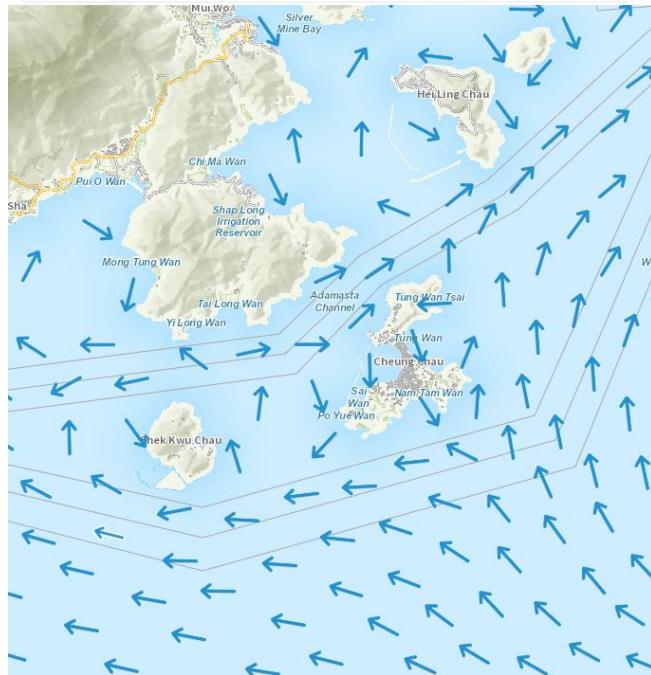 Mui Wo
Silver
Mine Bay
Hei Ling Chau
Chi Ma Wan
Pui O Wan
Sha
Shap Long
Irrigation
Reservoir
Mong Tung Wan
Tai Long Wan
Yi Long Wan
Adamasta
Channel
Tung Wan Tsai
Tung Wan
Cheung Chau
Sai
Wan
Nam Tam Wan
Po Yue Wan
Shek Kwu Chau
W